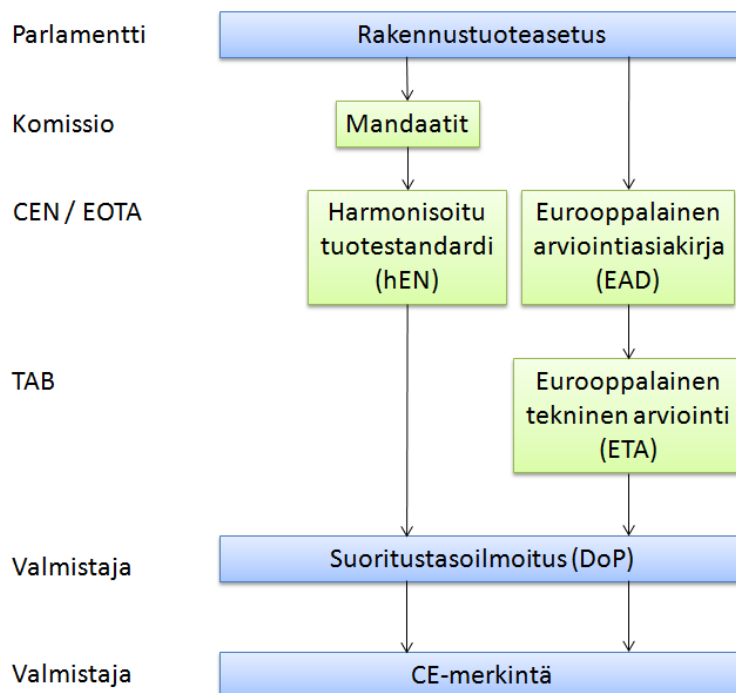 Parlamentti
Rakennustuoteasetus
Komissio
Mandaatit
CEN / EOTA
Harmonisoitu
tuotestandardi
(hEN)
Eurooppalainen
arviointiasiakirja
(EAD)
TAB
Eurooppalainen
tekninen arviointi
(ETA)
Valmistaja
Suoritustasoilmoitus (DoP)
Valmistaja
CE-merkintä